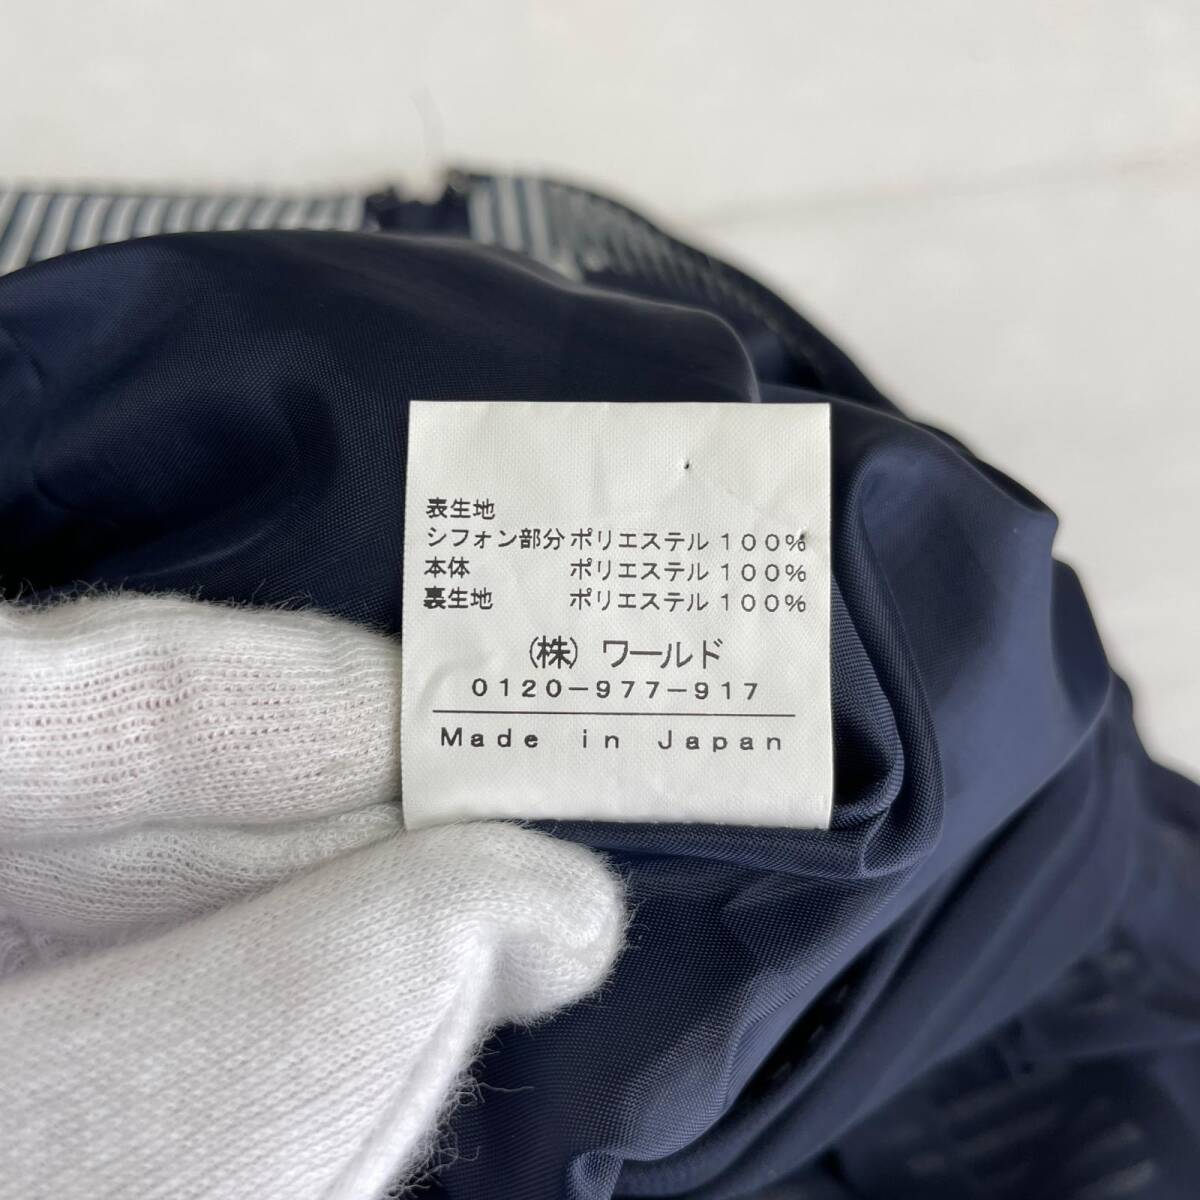 表生地
シフォン部分 ポリエステル 100%
本体 ポリエステル 100%
裏生地 ポリエステル 100%
(株) ワールド
0120-977-917
Made in Japan